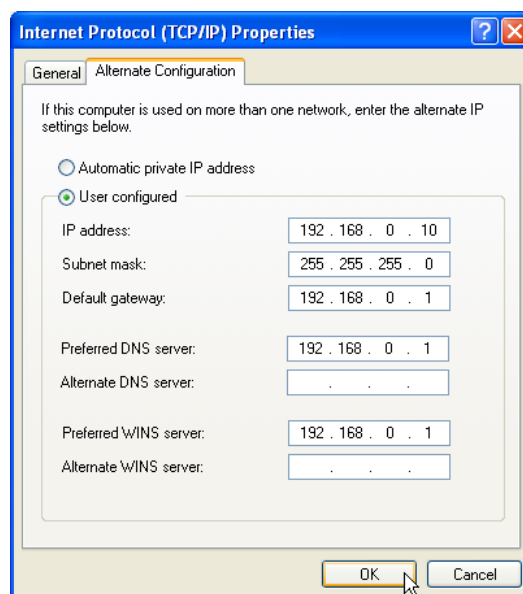 Internet Protocol (TCP/IP) Properties
General
Alternate Configuration
If this computer is used on more than one network, enter the alternate IP
settings below.
Automatic private IP address
User configured
IP address: 192 . 168 . 0 . 10
Subnet mask: 255 . 255 . 255 . 0
Default gateway: 192 . 168 . 0 . 1
Preferred DNS server: 192 . 168 . 0 . 1
Alternate DNS server: . . .
Preferred WINS server: 192 . 168 . 0 . 1
Alternate WINS server: . . .
OK
Cancel